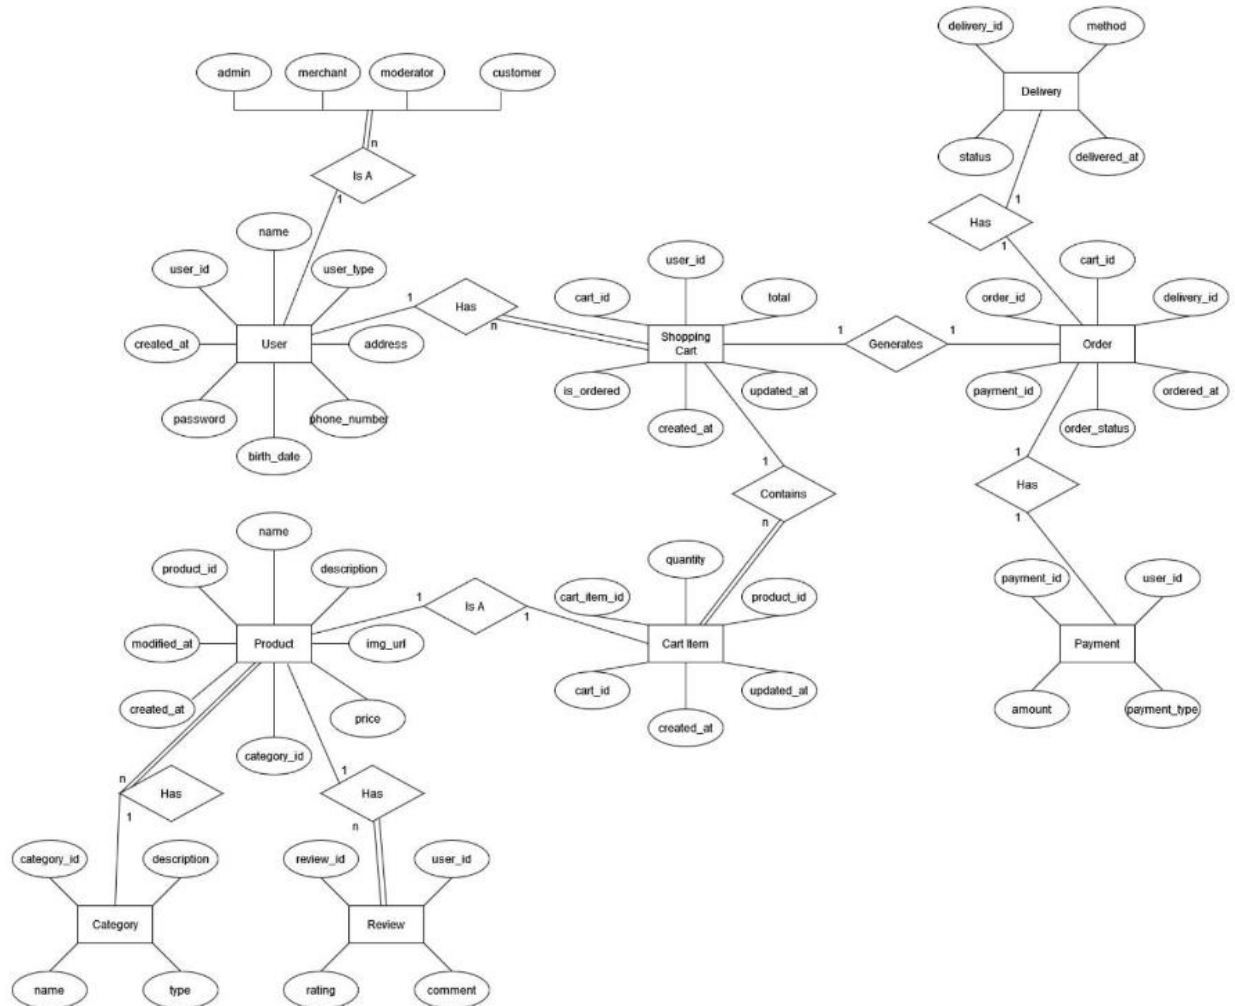 delivery_id
method
admin
merchant
moderator
customer
Delivery
n
status
delivered_at
Is A
1
1
name
Has
1
user_id
cart_id
user_id
user_type
cart_id
total
order_id
delivery_id
1
Has
n
created_at
User
address
Shopping
Cart
1
Generates
1
Order
is_ordered
updated_at
payment_id
ordered_at
password
phone_number
created_at
order_status
birth_date
1
1
Contains
Has
n
1
name
quantity
product_id
description
payment_id
user_id
1
Is A
1
cart_item_id
product_id
modified_at
Product
img_url
Cart Item
Payment
cart_id
updated_at
created_at
price
amount
payment_type
created_at
category_id
n
1
Has
Has
1
n
category_id
description
review_id
user_id
Category
Review
name
type
rating
comment